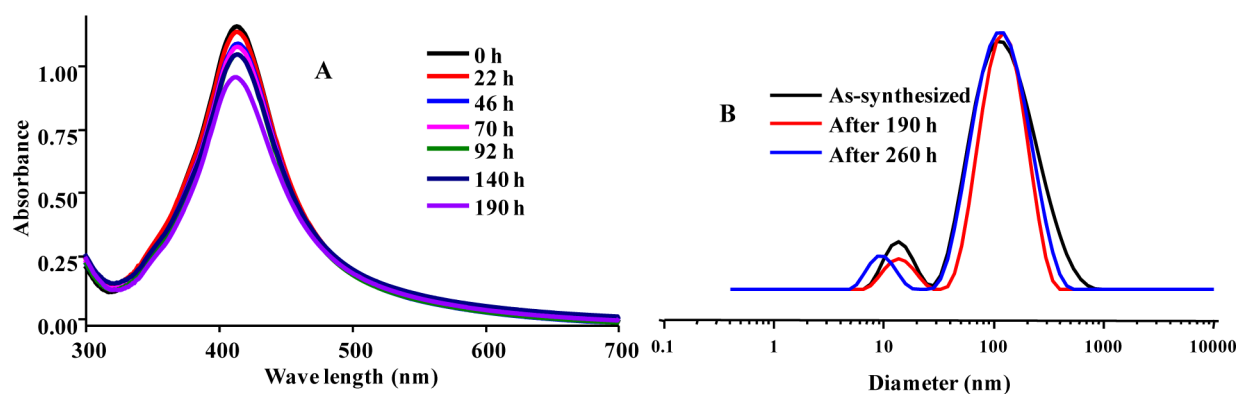 A
0 h
22 h
46 h
70 h
92 h
140 h
190 h
1.00
0.75
0.50
0.25
0.00
Absorbance
300
400
500
600
700
Wave length (nm)
B
As-synthesized
After 190 h
After 260 h
0.1
1
10
100
1000
10000
Diameter (nm)